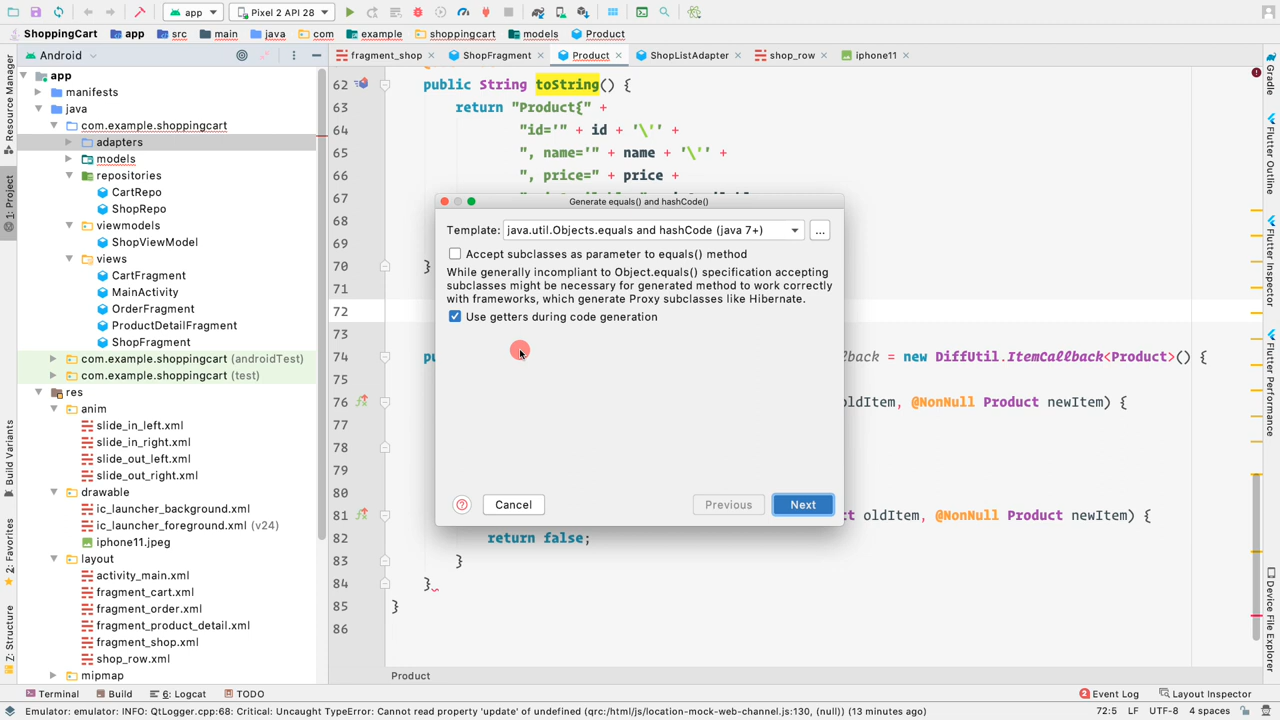 app
Pixel 2 API 28
ShoppingCart app src main java com example shoppingcart models Product
Android
fragment_shop ShopFragment Product ShopListAdapter shop_row iphone11
Resource Manager
1: Project
Build Variants
2: Favorites
7: Structure
app
manifests
java
com.example.shoppingcart
adapters
models
repositories
CartRepo
ShopRepo
viewmodels
ShopViewModel
views
CartFragment
MainActivity
OrderFragment
ProductDetailFragment
ShopFragment
com.example.shoppingcart (androidTest)
com.example.shoppingcart (test)
res
anim
slide_in_left.xml
slide_in_right.xml
slide_out_left.xml
slide_out_right.xml
drawable
ic_launcher_background.xml
ic_launcher_foreground.xml (v24)
iphone11.jpeg
layout
activity_main.xml
fragment_cart.xml
fragment_order.xml
fragment_product_detail.xml
fragment_shop.xml
shop_row.xml
mipmap
62 public String toString() {
63 return "Product{" +
64 "id='" + id + '\'' +
65 ", name='" + name + '\'' +
66 ", price=" + price +
67
68
69
70 }
71
72
73
74 = new DiffUtil.ItemCallback<Product>() {
75
76 oldItem, @NonNull Product newItem) {
77
78
79
80
81 oldItem, @NonNull Product newItem) {
82 return false;
83 }
84 }
85 }
86
Generate equals() and hashCode()
Template: java.util.Objects.equals and hashCode (java 7+) ...
Accept subclasses as parameter to equals() method
While generally incompliant to Object.equals() specification accepting
subclasses might be necessary for generated method to work correctly
with frameworks, which generate Proxy subclasses like Hibernate.
Use getters during code generation
? Cancel Previous Next
Product
Gradle
Flutter Outline
Flutter Inspector
Flutter Performance
Device File Explorer
Terminal Build 6: Logcat TODO 2 Event Log Layout Inspector
Emulator: emulator: INFO: QtLogger.cpp:68: Critical: Uncaught TypeError: Cannot read property 'update' of undefined (qrc:/html/js/location-mock-web-channel.js:130, (null)) (13 minutes ago) 72:5 LF UTF-8 4 spaces